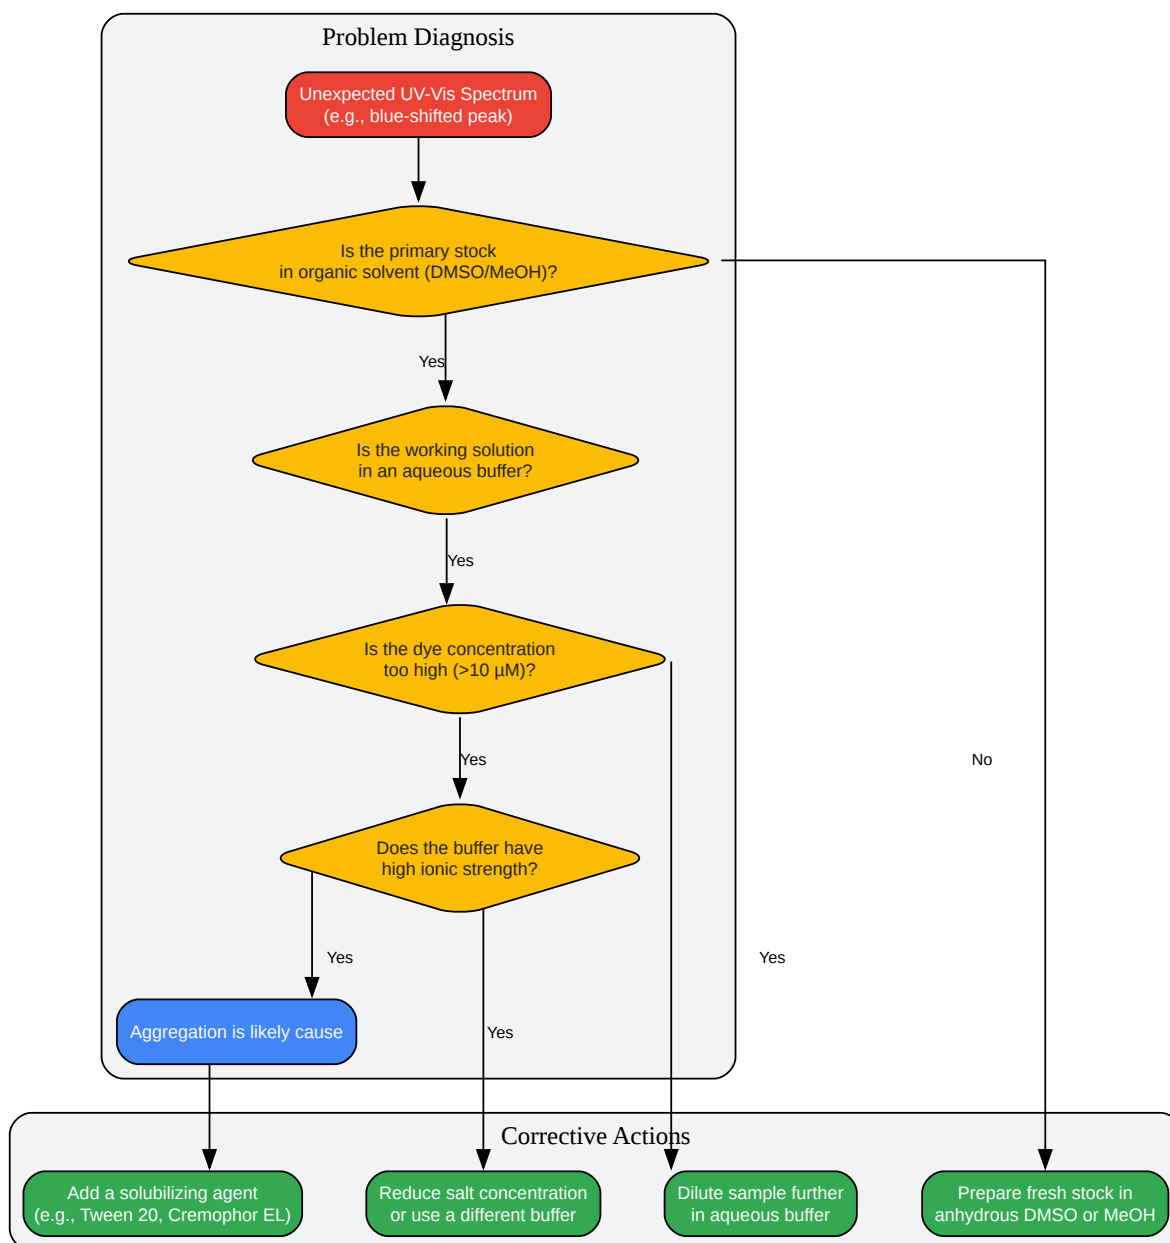 Problem Diagnosis
Unexpected UV-Vis Spectrum
(e.g., blue-shifted peak)
Is the primary stock
in organic solvent (DMSO/MeOH)?
Yes
Is the working solution
in an aqueous buffer?
Yes
Is the dye concentration
too high (>10 µM)?
Yes
No
Does the buffer have
high ionic strength?
Yes
Yes
Aggregation is likely cause
Yes
Corrective Actions
Add a solubilizing agent
(e.g., Tween 20, Cremophor EL)
Reduce salt concentration
or use a different buffer
Dilute sample further
in aqueous buffer
Prepare fresh stock in
anhydrous DMSO or MeOH